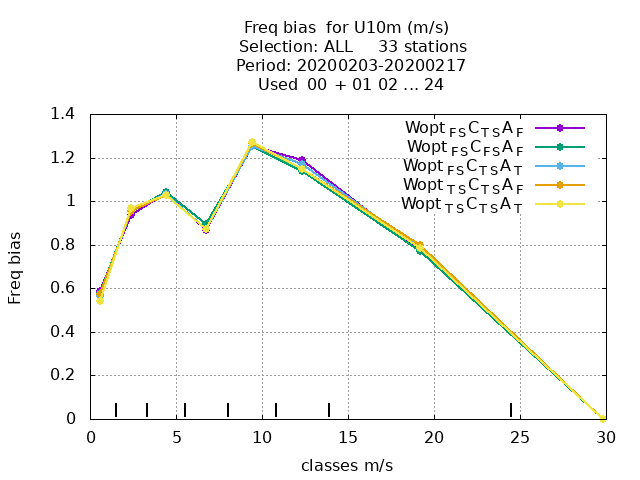 Freq bias  for U10m (m/s)
Selection: ALL     33 stations
Period: 20200203-20200217
Used  00  + 01 02 ... 24
1.4
1.2
1
0.8
0.6
0.4
0.2
0
Freq bias
Wopt FS C TS A F
Wopt FS C FS A F
Wopt FS C TS A T
Wopt TS C TS A F
Wopt TS C TS A T
0 5 10 15 20 25 30
classes m/s